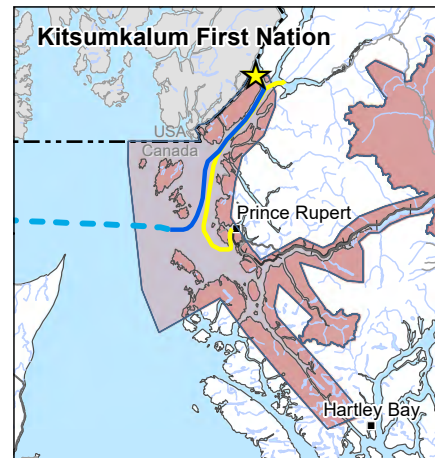 Kitsumkalum First Nation
USA
Canada
Prince Rupert
Hartley Bay